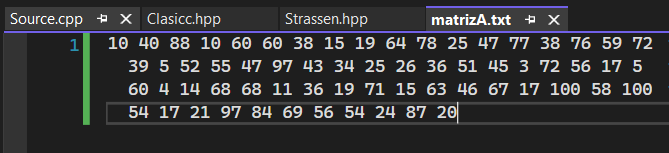 Source.cpp Clasicc.hpp Strassen.hpp matrizA.txt
1 10 40 88 10 60 60 38 15 19 64 78 25 47 77 38 76 59 72
39 5 52 55 47 97 43 34 25 26 36 51 45 3 72 56 17 5
60 4 14 68 68 11 36 19 71 15 63 46 67 17 100 58 100
54 17 21 97 84 69 56 54 24 87 20